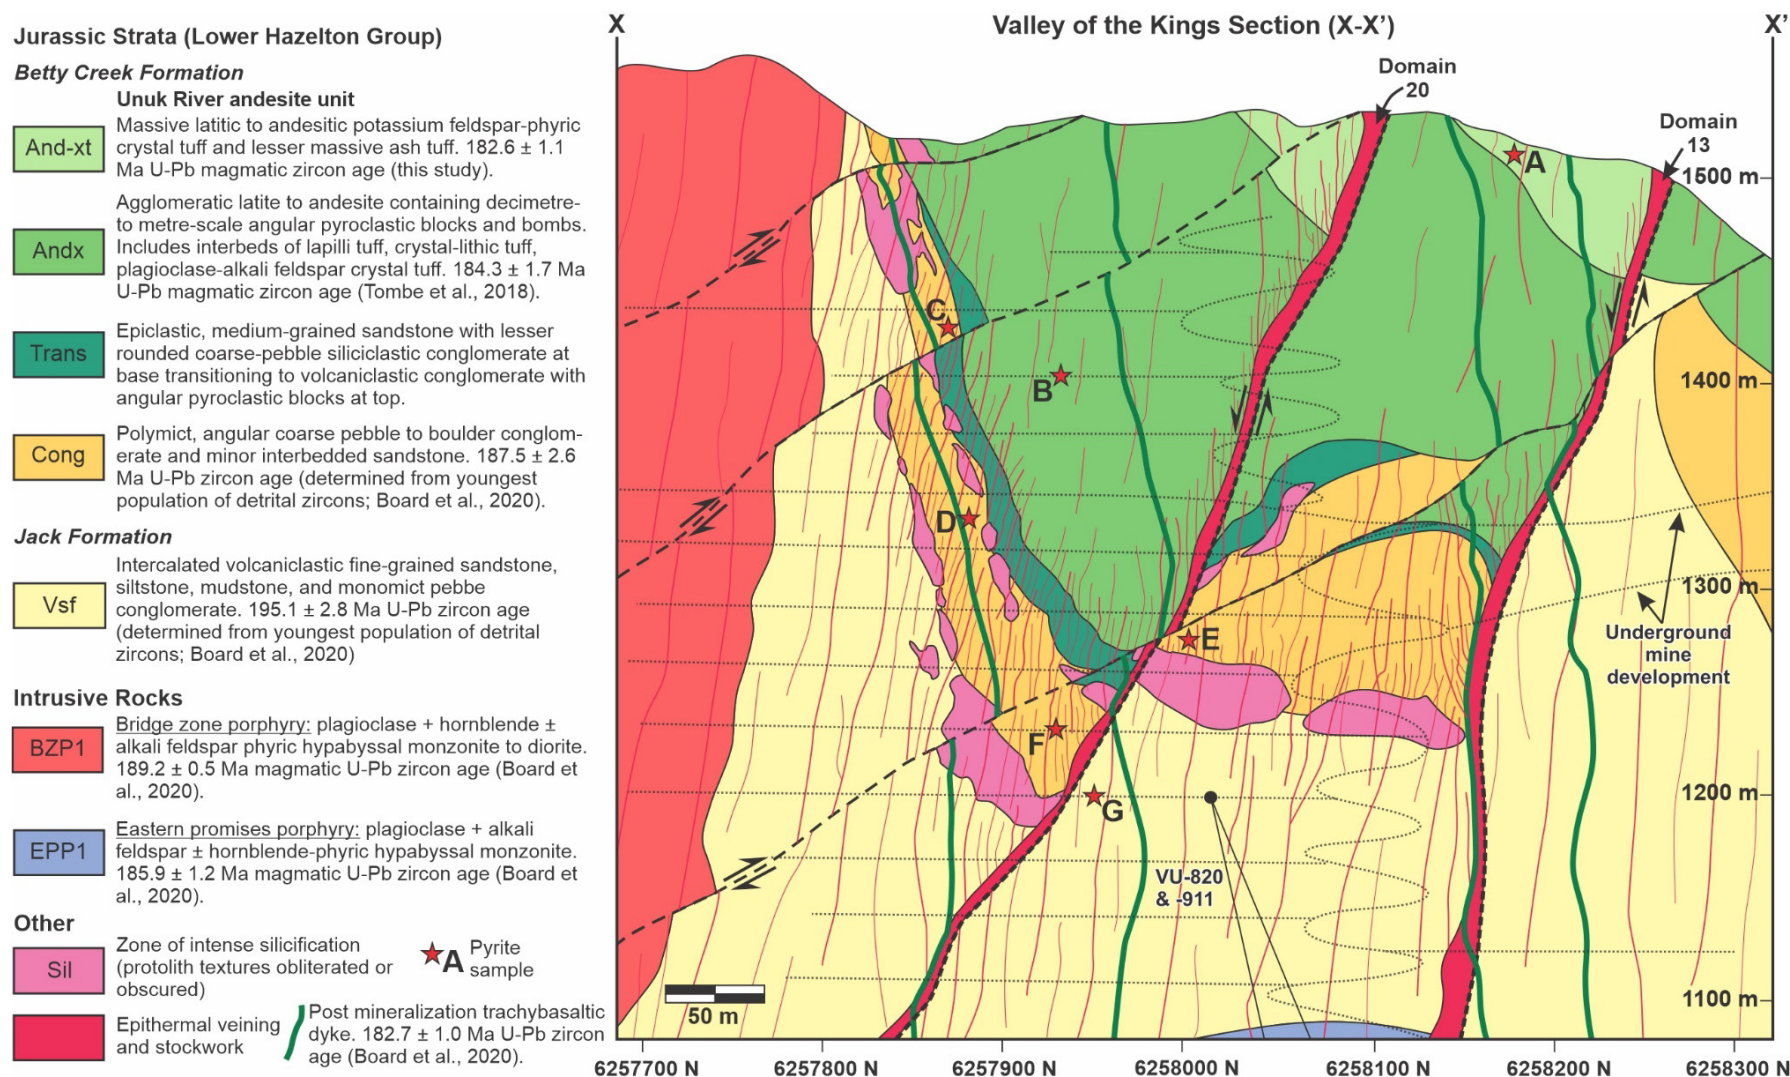 Jurassic Strata (Lower Hazelton Group)
Betty Creek Formation
Unuk River andesite unit
And-xt
Massive latitic to andesitic potassium feldspar-phyric
crystal tuff and lesser massive ash tuff. 182.6 ± 1.1
Ma U-Pb magmatic zircon age (this study).
Andx
Agglomeratic latite to andesite containing decimetre-
to metre-scale angular pyroclastic blocks and bombs.
Includes interbeds of lapilli tuff, crystal-lithic tuff,
plagioclase-alkali feldspar crystal tuff. 184.3 ± 1.7 Ma
U-Pb magmatic zircon age (Tombe et al., 2018).
Trans
Epiclastic, medium-grained sandstone with lesser
rounded coarse-pebble siliciclastic conglomerate at
base transitioning to volcaniclastic conglomerate with
angular pyroclastic blocks at top.
Cong
Polymict, angular coarse pebble to boulder conglom-
erate and minor interbedded sandstone. 187.5 ± 2.6
Ma U-Pb zircon age (determined from youngest
population of detrital zircons; Board et al., 2020).
Jack Formation
Vsf
Intercalated volcaniclastic fine-grained sandstone,
siltstone, mudstone, and monomict pebbe
conglomerate. 195.1 ± 2.8 Ma U-Pb zircon age
(determined from youngest population of detrital
zircons; Board et al., 2020)
Intrusive Rocks
BZP1
Bridge zone porphyry: plagioclase + hornblende ±
alkali feldspar phyric hypabyssal monzonite to diorite.
189.2 ± 0.5 Ma magmatic U-Pb zircon age (Board et
al., 2020).
EPP1
Eastern promises porphyry: plagioclase + alkali
feldspar ± hornblende-phyric hypabyssal monzonite.
185.9 ± 1.2 Ma magmatic U-Pb zircon age (Board et
al., 2020).
Other
Sil
Zone of intense silicification
(protolith textures obliterated or
obscured)
A
Pyrite
sample
Epithermal veining
and stockwork
Post mineralization trachybasaltic
dyke. 182.7 ± 1.0 Ma U-Pb zircon
age (Board et al., 2020).
Valley of the Kings Section (X-X')
X
X'
Domain
20
Domain
13
A
B
C
D
E
F
G
1500 m
1400 m
1300 m
1200 m
1100 m
Underground
mine
development
VU-820
& -911
50 m
6257700 N
6257800 N
6257900 N
6258000 N
6258100 N
6258200 N
6258300 N